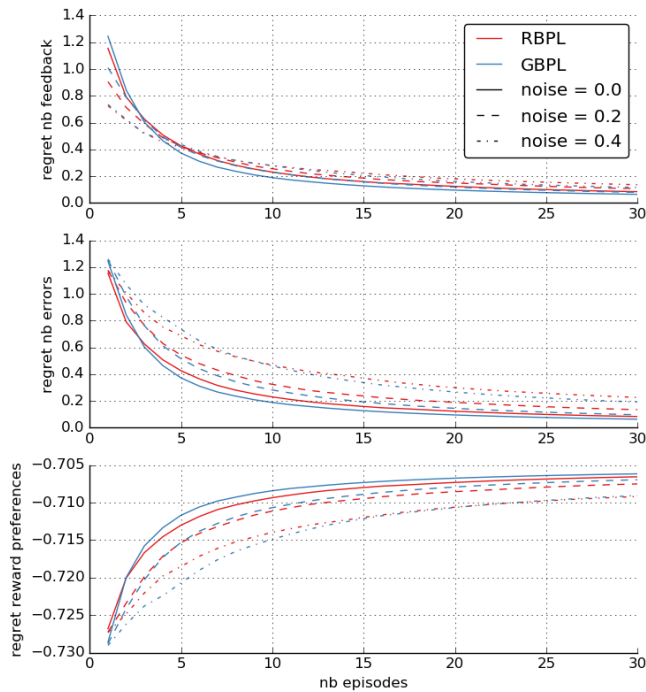 1.4
1.2
1.0
0.8
0.6
0.4
0.2
0.0
regret nb feedback
RBPL
GBPL
noise = 0.0
noise = 0.2
noise = 0.4
0 5 10 15 20 25 30
1.4
1.2
1.0
0.8
0.6
0.4
0.2
0.0
regret nb errors
0 5 10 15 20 25 30
−0.705
−0.710
−0.715
−0.720
−0.725
−0.730
regret reward preferences
0 5 10 15 20 25 30
nb episodes